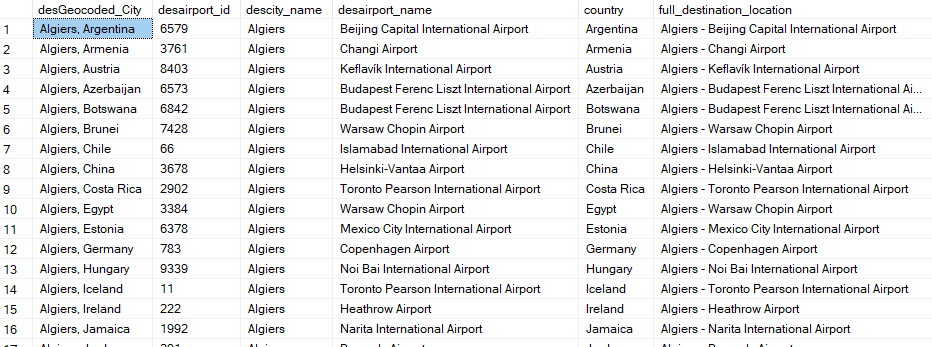 desGeocoded_City desairport_id descity_name desairport_name country full_destination_location
1 Algiers, Argentina 6579 Algiers Beijing Capital International Airport Argentina Algiers - Beijing Capital International Airport
2 Algiers, Armenia 3761 Algiers Changi Airport Armenia Algiers - Changi Airport
3 Algiers, Austria 8403 Algiers Keflavík International Airport Austria Algiers - Keflavík International Airport
4 Algiers, Azerbaijan 6573 Algiers Budapest Ferenc Liszt International Airport Azerbaijan Algiers - Budapest Ferenc Liszt International Ai...
5 Algiers, Botswana 6842 Algiers Budapest Ferenc Liszt International Airport Botswana Algiers - Budapest Ferenc Liszt International Ai...
6 Algiers, Brunei 7428 Algiers Warsaw Chopin Airport Brunei Algiers - Warsaw Chopin Airport
7 Algiers, Chile 66 Algiers Islamabad International Airport Chile Algiers - Islamabad International Airport
8 Algiers, China 3678 Algiers Helsinki-Vantaa Airport China Algiers - Helsinki-Vantaa Airport
9 Algiers, Costa Rica 2902 Algiers Toronto Pearson International Airport Costa Rica Algiers - Toronto Pearson International Airport
10 Algiers, Egypt 3384 Algiers Warsaw Chopin Airport Egypt Algiers - Warsaw Chopin Airport
11 Algiers, Estonia 6378 Algiers Mexico City International Airport Estonia Algiers - Mexico City International Airport
12 Algiers, Germany 783 Algiers Copenhagen Airport Germany Algiers - Copenhagen Airport
13 Algiers, Hungary 9339 Algiers Noi Bai International Airport Hungary Algiers - Noi Bai International Airport
14 Algiers, Iceland 11 Algiers Toronto Pearson International Airport Iceland Algiers - Toronto Pearson International Airport
15 Algiers, Ireland 222 Algiers Heathrow Airport Ireland Algiers - Heathrow Airport
16 Algiers, Jamaica 1992 Algiers Narita International Airport Jamaica Algiers - Narita International Airport